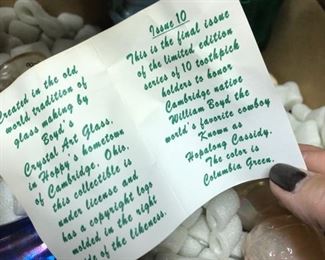 Created in the old
world tradition of
glass making by
Boyd's
Crystal Art Glass,
in Hoppy's hometown
of Cambridge, Ohio,
this collectible is
under license and
has a copyright logo
molded in the right
side of the likeness.
Issue 10
This is the final issue
of the limited edition
series of 10 toothpick
holders to honor
Cambridge native
William Boyd the
world's favorite cowboy
Known as
Hopalong Cassidy.
The color is
Columbia Green.